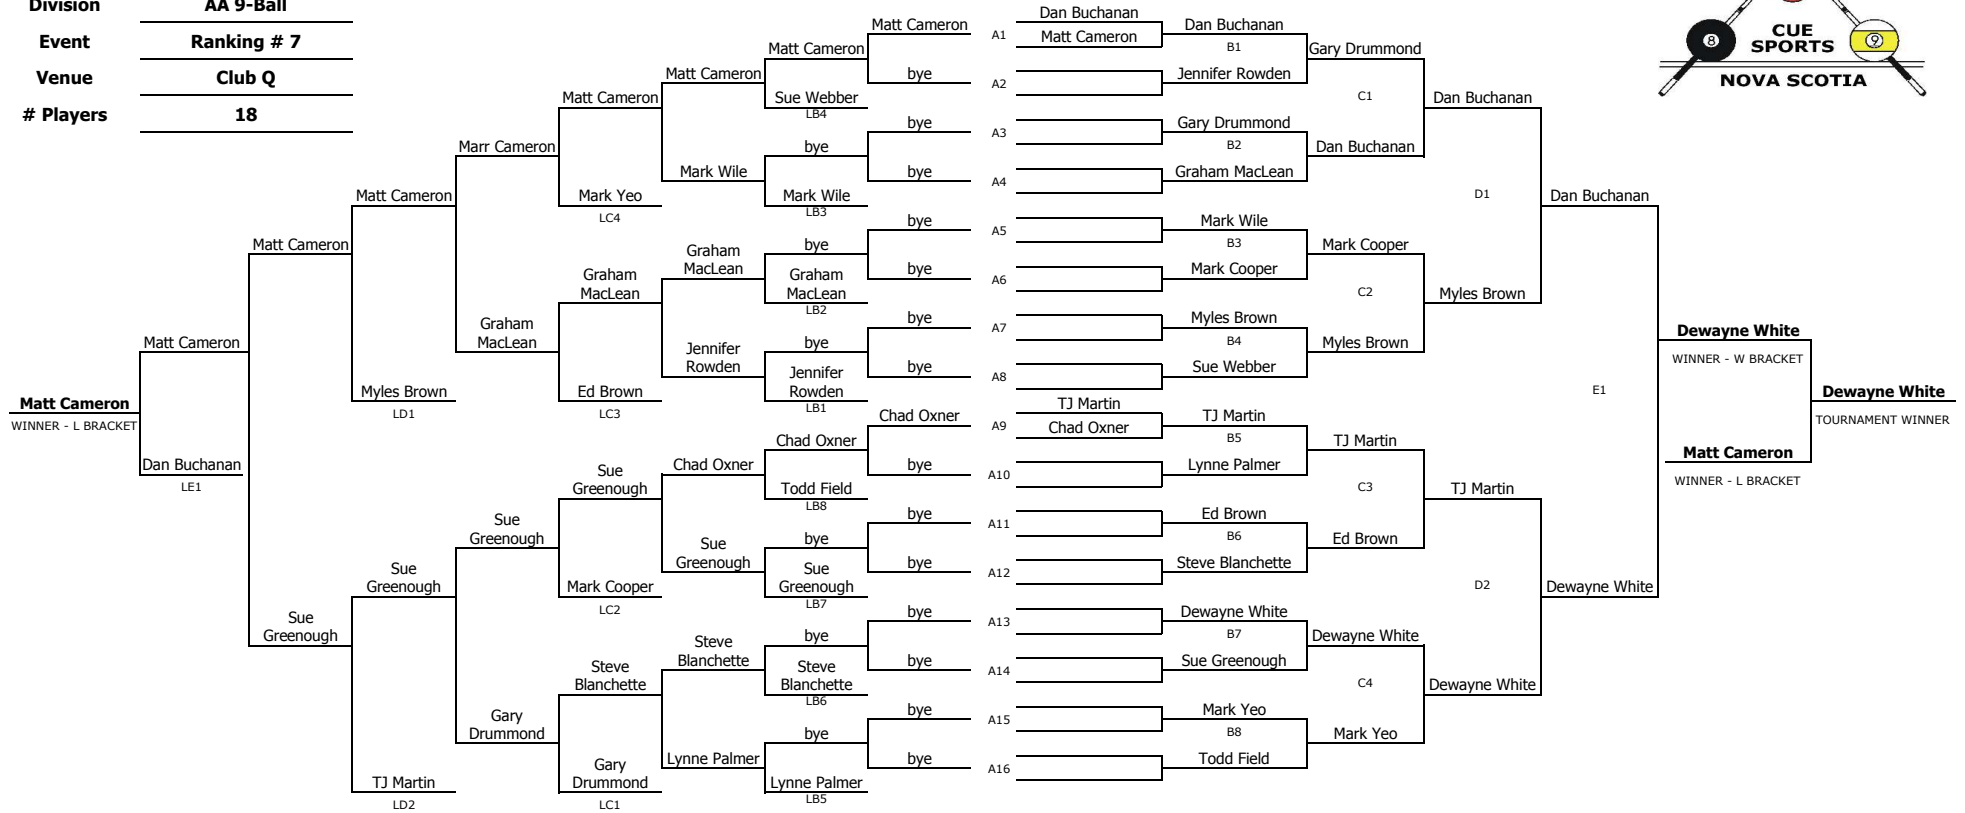 Division AA 9-Ball
Event Ranking # 7
Venue Club Q
# Players 18
8
9
CUE
SPORTS
NOVA SCOTIA
Matt Cameron
WINNER - L BRACKET
Matt Cameron
Dan Buchanan
LE1
Matt Cameron
Sue
Greenough
Matt Cameron
Myles Brown
LD1
Sue
Greenough
TJ Martin
LD2
Marr Cameron
Graham
MacLean
Sue
Greenough
Gary
Drummond
Matt Cameron
Mark Yeo
LC4
Graham
MacLean
Ed Brown
LC3
Sue
Greenough
Mark Cooper
LC2
Steve
Blanchette
Gary
Drummond
LC1
Matt Cameron
Mark Wile
Graham
MacLean
Jennifer
Rowden
Chad Oxner
Sue
Greenough
Steve
Blanchette
Lynne Palmer
Matt Cameron
Sue Webber
LB4
bye
Mark Wile
LB3
bye
Graham
MacLean
LB2
bye
Jennifer
Rowden
LB1
Chad Oxner
Todd Field
LB8
bye
Sue
Greenough
LB7
bye
Steve
Blanchette
LB6
bye
Lynne Palmer
LB5
Matt Cameron
bye
bye
bye
bye
bye
bye
bye
Chad Oxner
bye
bye
bye
bye
bye
bye
bye
A1
A2
A3
A4
A5
A6
A7
A8
A9
A10
A11
A12
A13
A14
A15
A16
Dan Buchanan
Matt Cameron
TJ Martin
Chad Oxner
Dan Buchanan
B1
Jennifer Rowden
Gary Drummond
B2
Graham MacLean
Mark Wile
B3
Mark Cooper
Myles Brown
B4
Sue Webber
TJ Martin
B5
Lynne Palmer
Ed Brown
B6
Steve Blanchette
Dewayne White
B7
Sue Greenough
Mark Yeo
B8
Todd Field
Gary Drummond
C1
Dan Buchanan
Mark Cooper
C2
Myles Brown
TJ Martin
C3
Ed Brown
Dewayne White
C4
Mark Yeo
Dan Buchanan
D1
Myles Brown
TJ Martin
D2
Dewayne White
Dan Buchanan
E1
Dewayne White
Dewayne White
WINNER - W BRACKET
Matt Cameron
WINNER - L BRACKET
Dewayne White
TOURNAMENT WINNER